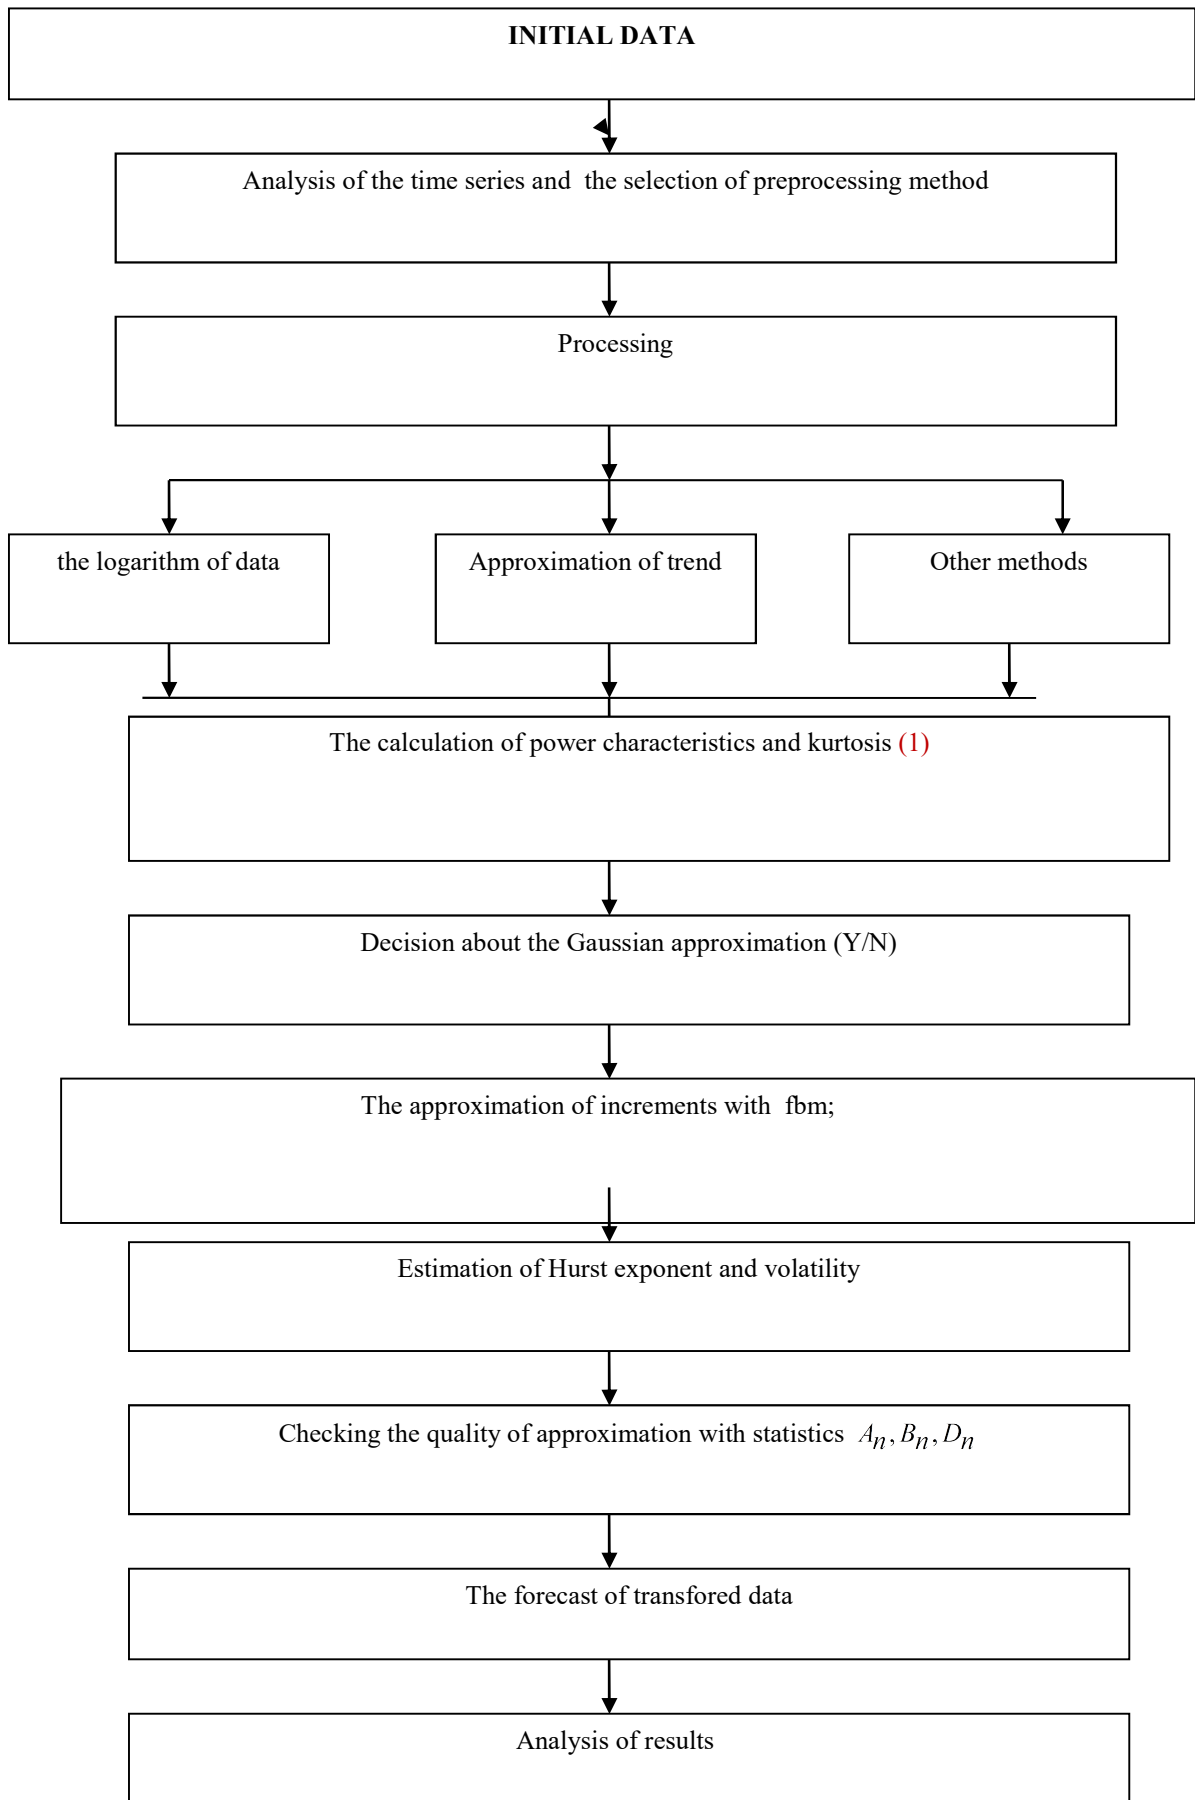 INITIAL DATA
Analysis of the time series and the selection of preprocessing method
Processing
the logarithm of data
Approximation of trend
Other methods
The calculation of power characteristics and kurtosis (1)
Decision about the Gaussian approximation (Y/N)
The approximation of increments with fbm;
Estimation of Hurst exponent and volatility
Checking the quality of approximation with statistics Aₙ, Bₙ, Dₙ
The forecast of transfored data
Analysis of results